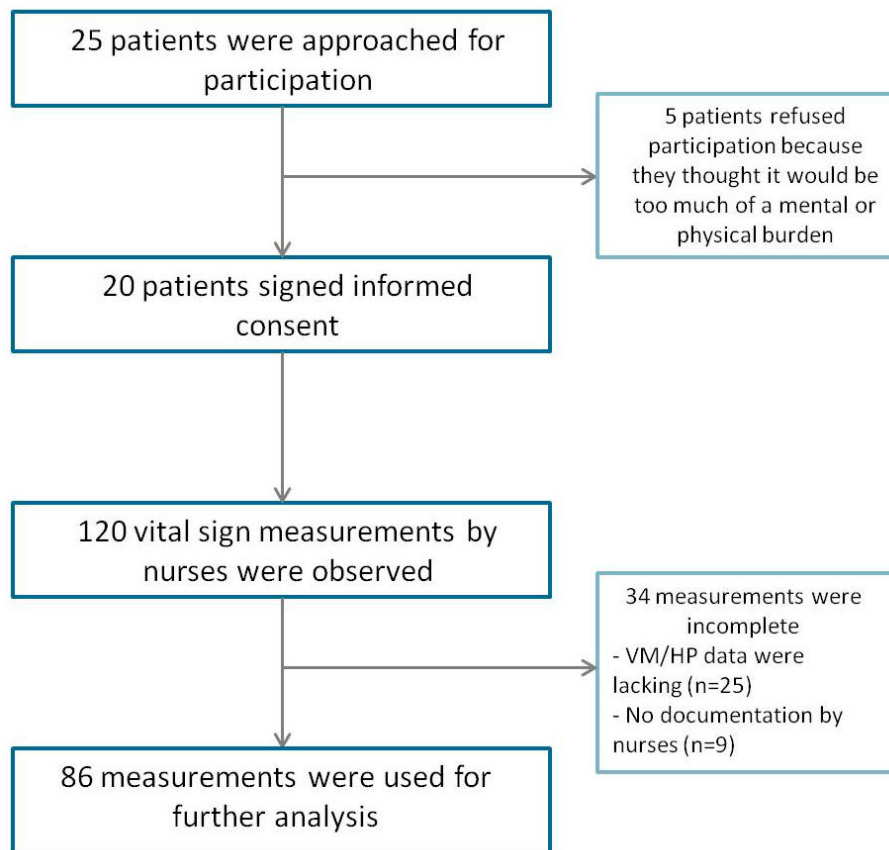 25 patients were approached for
participation
5 patients refused
participation because
they thought it would be
too much of a mental or
physical burden
20 patients signed informed
consent
120 vital sign measurements by
nurses were observed
34 measurements were
incomplete
- VM/HP data were
lacking (n=25)
- No documentation by
nurses (n=9)
86 measurements were used for
further analysis